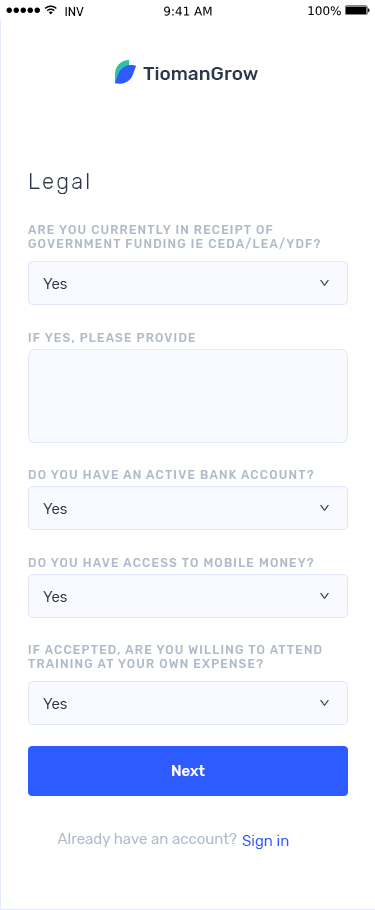 INV 9:41 AM 100%
TiomanGrow
Legal
ARE YOU CURRENTLY IN RECEIPT OF
GOVERNMENT FUNDING IE CEDA/LEA/YDF?
Yes
IF YES, PLEASE PROVIDE
DO YOU HAVE AN ACTIVE BANK ACCOUNT?
Yes
DO YOU HAVE ACCESS TO MOBILE MONEY?
Yes
IF ACCEPTED, ARE YOU WILLING TO ATTEND
TRAINING AT YOUR OWN EXPENSE?
Yes
Next
Already have an account? Sign in